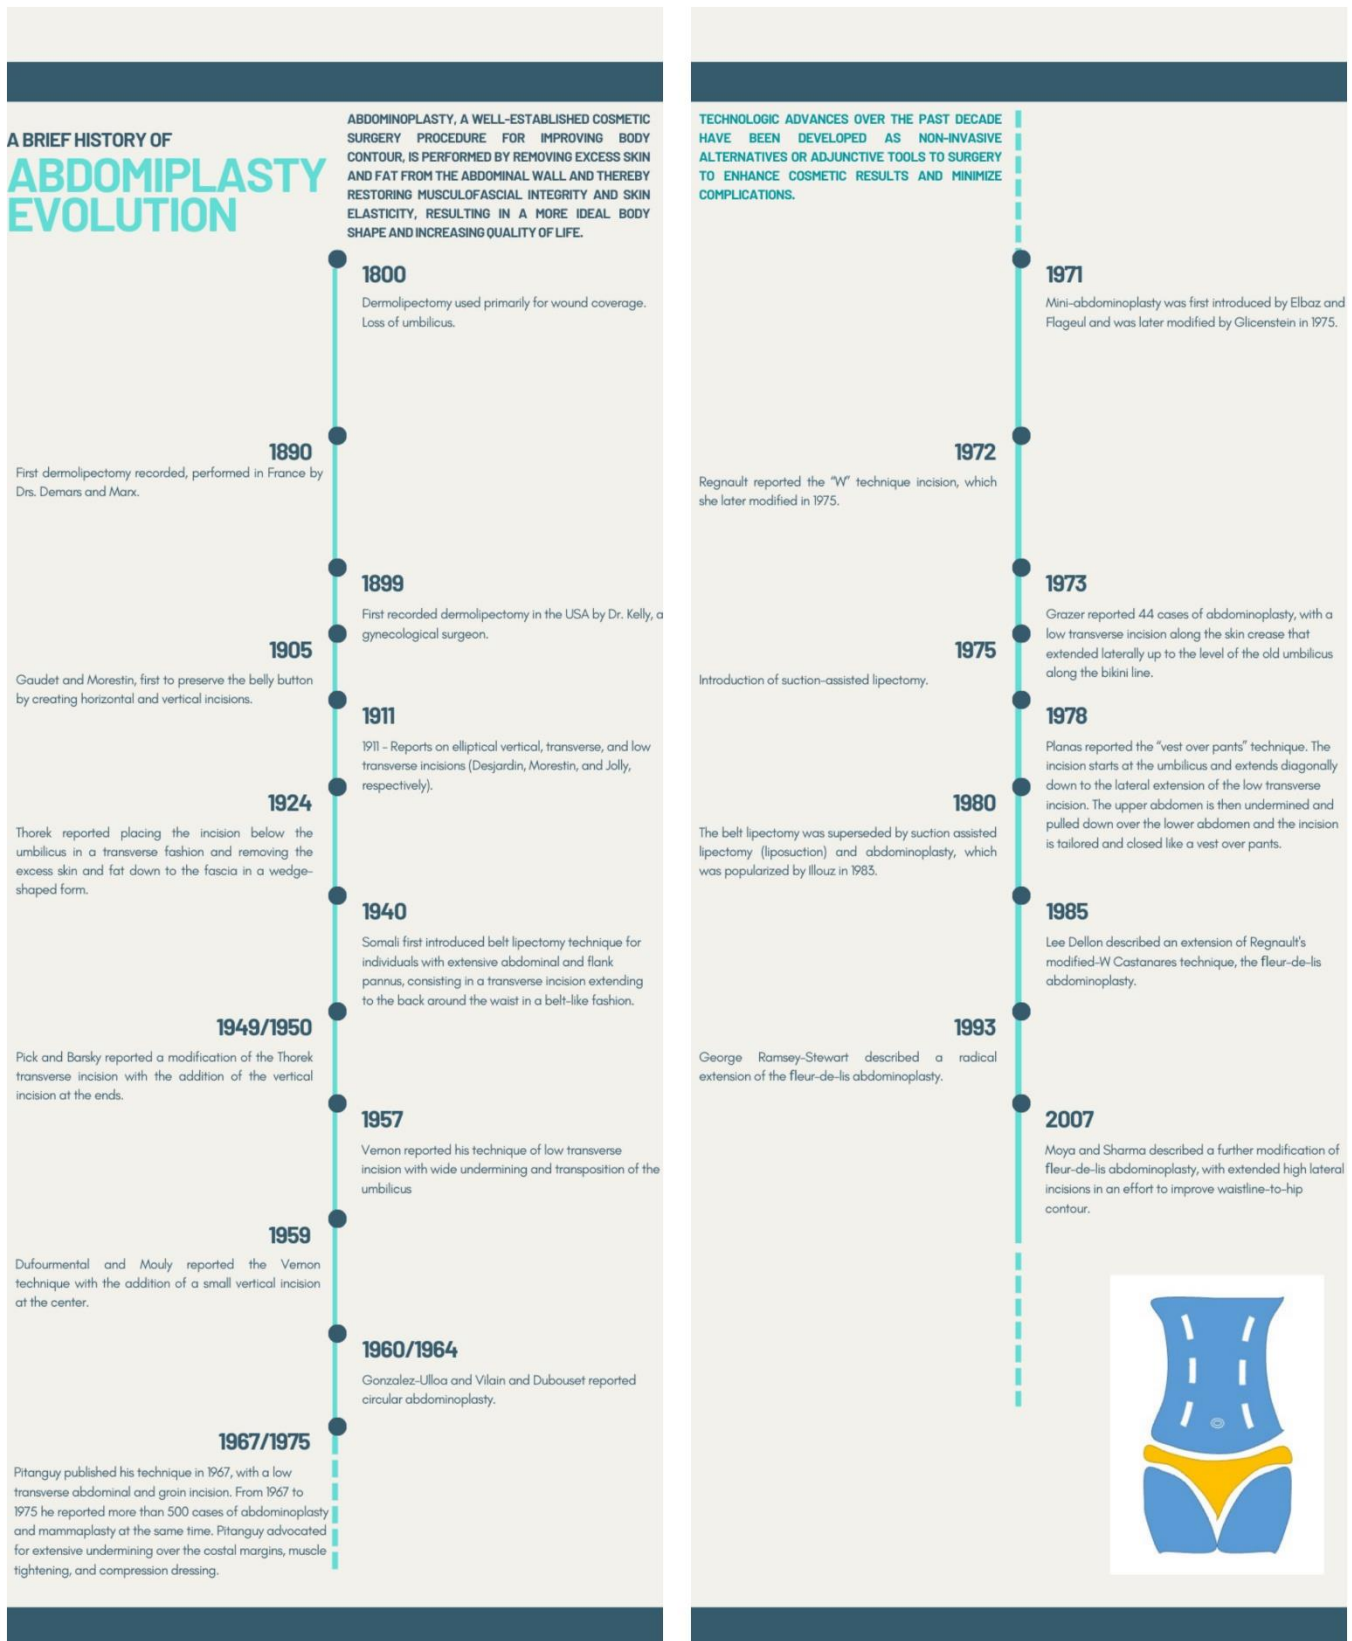 A BRIEF HISTORY OF
ABDOMIPLASTY
EVOLUTION
ABDOMINOPLASTY, A WELL-ESTABLISHED COSMETIC
SURGERY PROCEDURE FOR IMPROVING BODY
CONTOUR, IS PERFORMED BY REMOVING EXCESS SKIN
AND FAT FROM THE ABDOMINAL WALL AND THEREBY
RESTORING MUSCULOFASCIAL INTEGRITY AND SKIN
ELASTICITY, RESULTING IN A MORE IDEAL BODY
SHAPE AND INCREASING QUALITY OF LIFE.
1800
Dermolipectomy used primarily for wound coverage.
Loss of umbilicus.
1890
First dermolipectomy recorded, performed in France by
Drs. Demars and Marx.
1899
First recorded dermolipectomy in the USA by Dr. Kelly, a
gynecological surgeon.
1905
Gaudet and Morestin, first to preserve the belly button
by creating horizontal and vertical incisions.
1911
1911 - Reports on elliptical vertical, transverse, and low
transverse incisions (Desjardin, Morestin, and Jolly,
respectively).
1924
Thorek reported placing the incision below the
umbilicus in a transverse fashion and removing the
excess skin and fat down to the fascia in a wedge-
shaped form.
1940
Somali first introduced belt lipectomy technique for
individuals with extensive abdominal and flank
pannus, consisting in a transverse incision extending
to the back around the waist in a belt-like fashion.
1949/1950
Pick and Barsky reported a modification of the Thorek
transverse incision with the addition of the vertical
incision at the ends.
1957
Vernon reported his technique of low transverse
incision with wide undermining and transposition of the
umbilicus
1959
Dufourmental and Mouly reported the Vernon
technique with the addition of a small vertical incision
at the center.
1960/1964
Gonzalez-Ulloa and Vilain and Dubouset reported
circular abdominoplasty.
1967/1975
Pitanguy published his technique in 1967, with a low
transverse abdominal and groin incision. From 1967 to
1975 he reported more than 500 cases of abdominoplasty
and mammaplasty at the same time. Pitanguy advocated
for extensive undermining over the costal margins, muscle
tightening, and compression dressing.
TECHNOLOGIC ADVANCES OVER THE PAST DECADE
HAVE BEEN DEVELOPED AS NON-INVASIVE
ALTERNATIVES OR ADJUNCTIVE TOOLS TO SURGERY
TO ENHANCE COSMETIC RESULTS AND MINIMIZE
COMPLICATIONS.
1971
Mini-abdominoplasty was first introduced by Elbaz and
Flageul and was later modified by Glicenstein in 1975.
1972
Regnault reported the "W" technique incision, which
she later modified in 1975.
1973
Grazer reported 44 cases of abdominoplasty, with a
low transverse incision along the skin crease that
extended laterally up to the level of the old umbilicus
along the bikini line.
1975
Introduction of suction-assisted lipectomy.
1978
Planas reported the "vest over pants" technique. The
incision starts at the umbilicus and extends diagonally
down to the lateral extension of the low transverse
incision. The upper abdomen is then undermined and
pulled down over the lower abdomen and the incision
is tailored and closed like a vest over pants.
1980
The belt lipectomy was superseded by suction assisted
lipectomy (liposuction) and abdominoplasty, which
was popularized by Illouz in 1983.
1985
Lee Dellon described an extension of Regnault's
modified-W Castanares technique, the fleur-de-lis
abdominoplasty.
1993
George Ramsey-Stewart described a radical
extension of the fleur-de-lis abdominoplasty.
2007
Moya and Sharma described a further modification of
fleur-de-lis abdominoplasty, with extended high lateral
incisions in an effort to improve waistline-to-hip
contour.